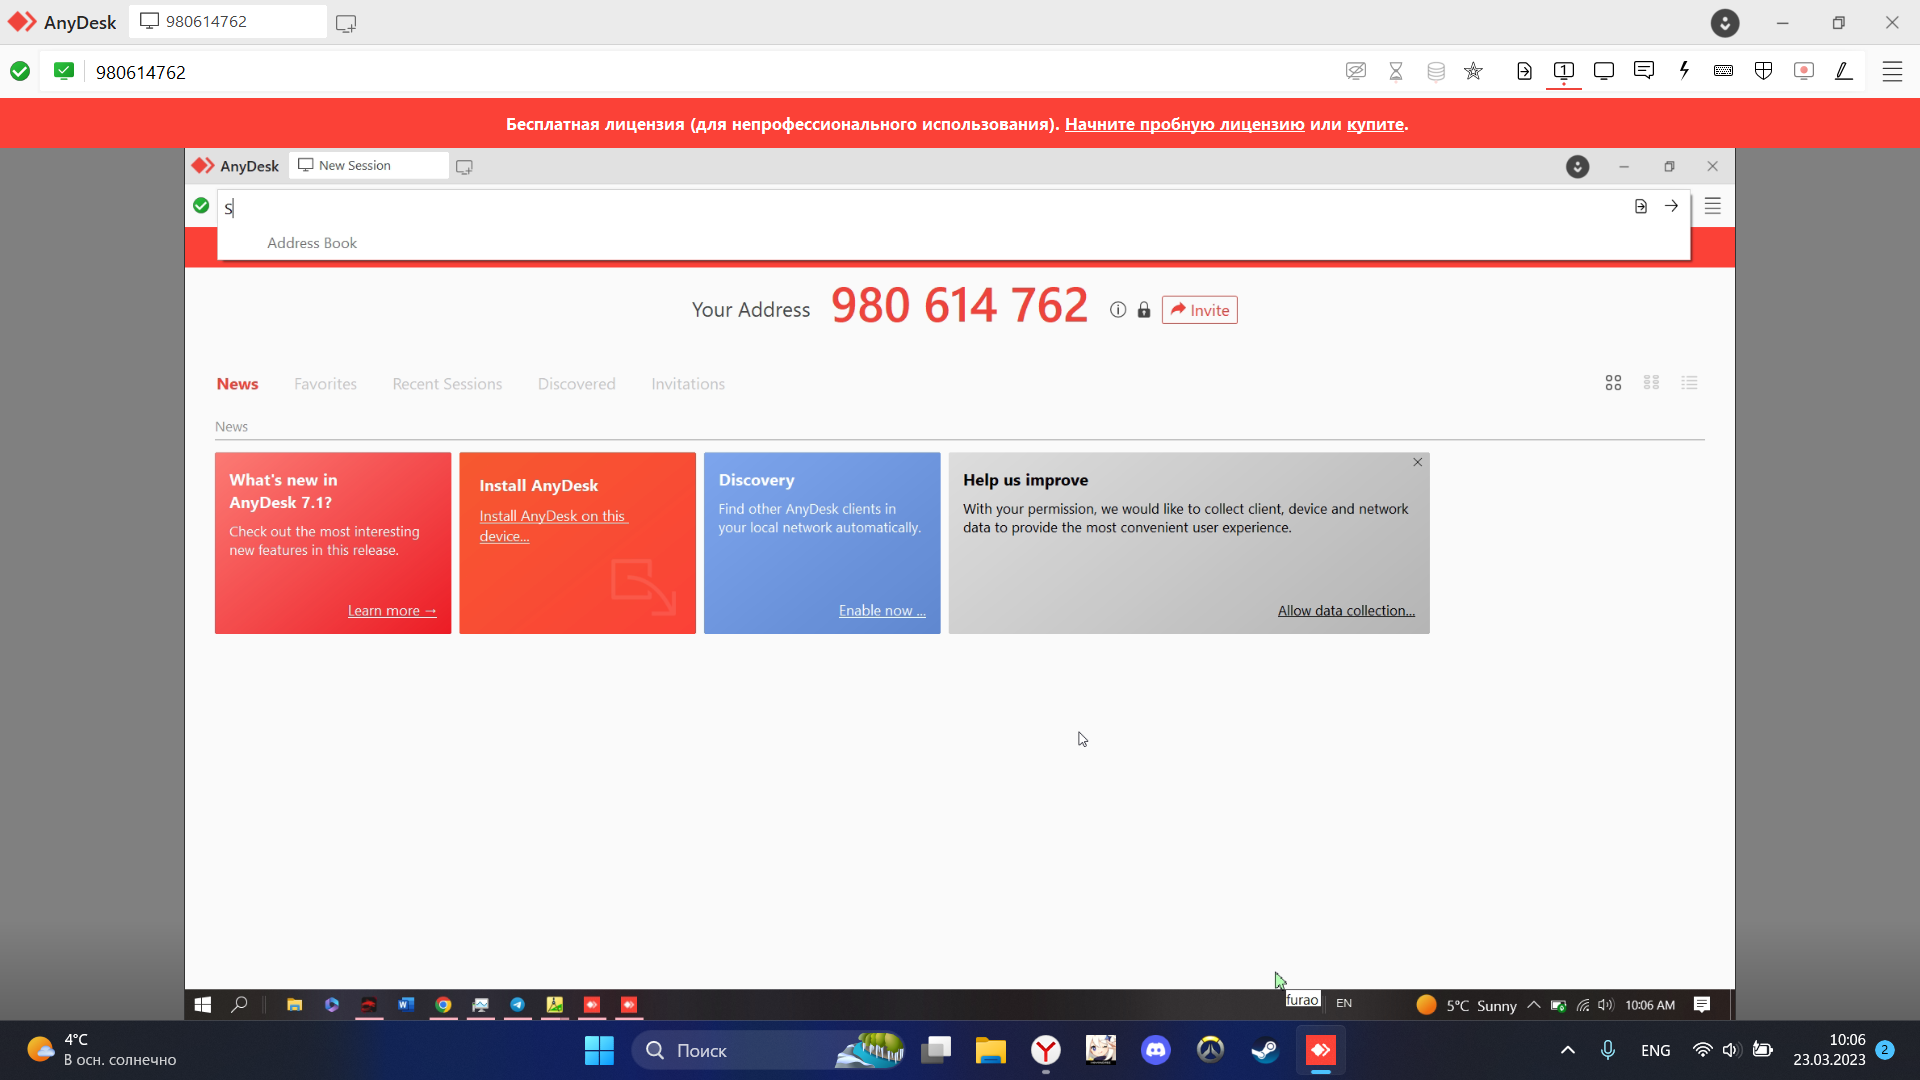 AnyDesk
980614762
980614762
1
Бесплатная лицензия (для непрофессионального использования). Начните пробную лицензию или купите.
AnyDesk
New Session
S
Address Book
Your Address
980 614 762
Invite
News
Favorites
Recent Sessions
Discovered
Invitations
News
What's new in
AnyDesk 7.1?
Check out the most interesting
new features in this release.
Learn more →
Install AnyDesk
Install AnyDesk on this
device...
Discovery
Find other AnyDesk clients in
your local network automatically.
Enable now ...
Help us improve
With your permission, we would like to collect client, device and network
data to provide the most convenient user experience.
Allow data collection...
furao
EN
5°C Sunny
10:06 AM
4°C
В осн. солнечно
Поиск
ENG
10:06
23.03.2023
2